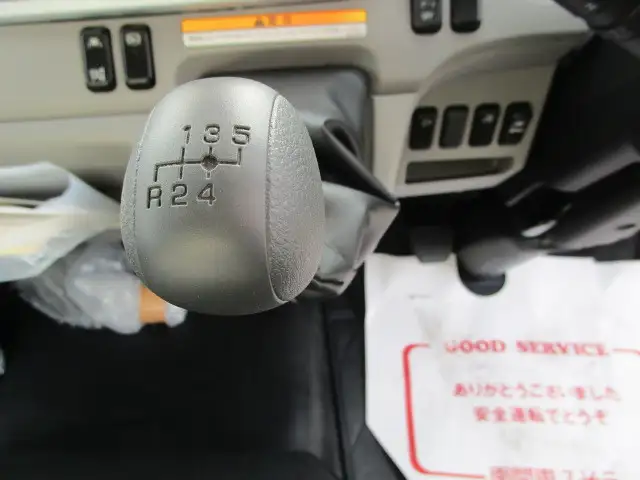 1 3 5
R 2 4
GOOD SERVICE
ありがとうございました
安全運転でどうぞ